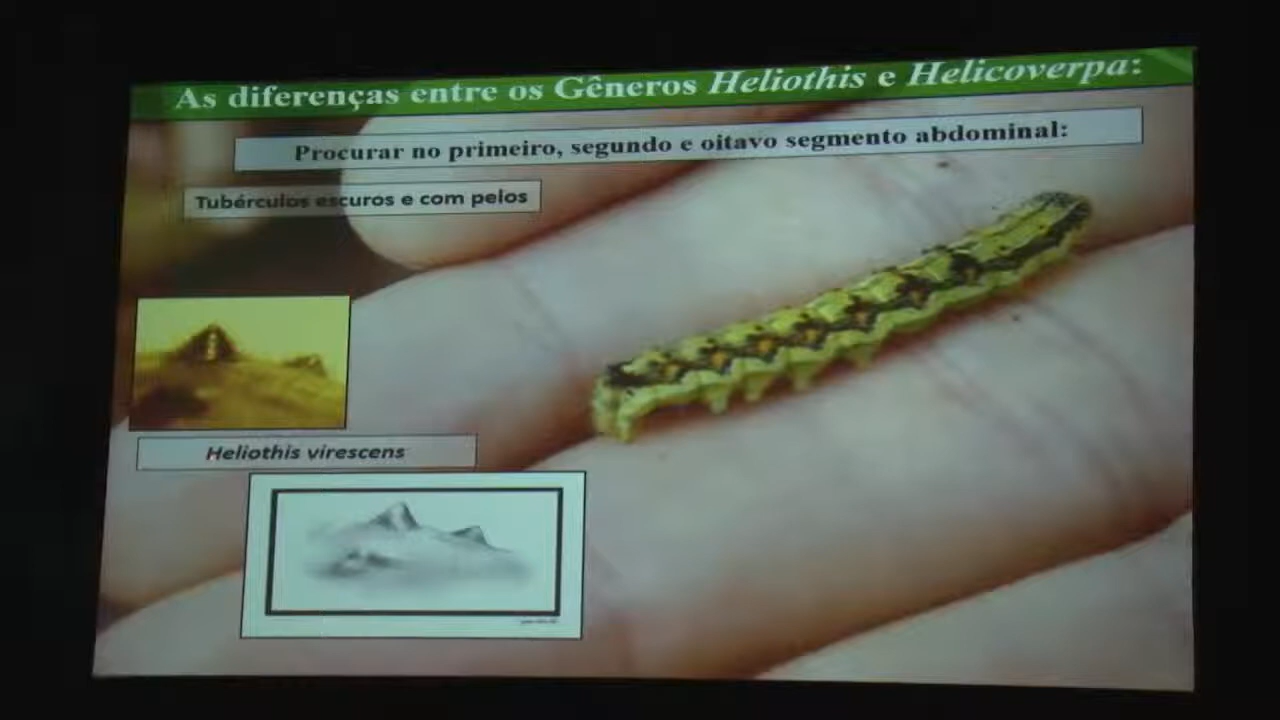 As diferenças entre os Gêneros Heliothis e Helicoverpa:
Procurar no primeiro, segundo e oitavo segmento abdominal:
Tubérculos escuros e com pelos
Heliothis virescens